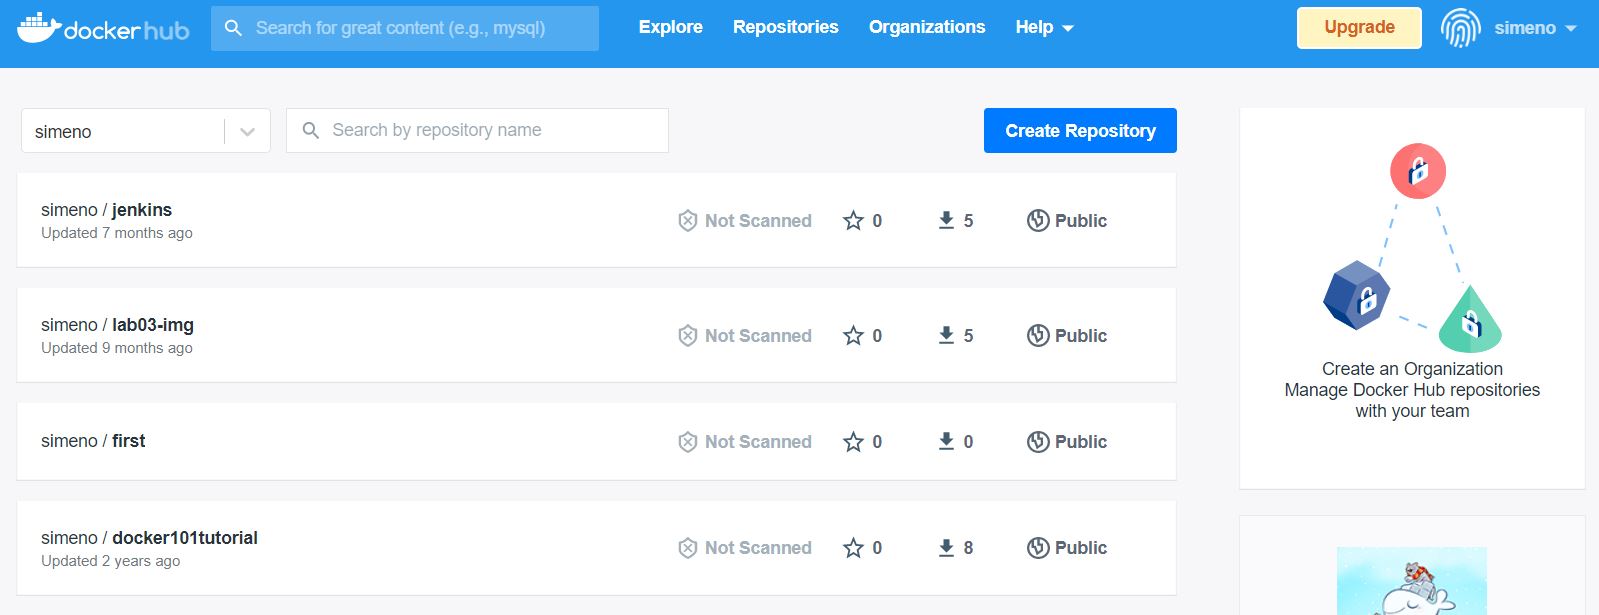 docker hub
Search for great content (e.g., mysql)
Explore
Repositories
Organizations
Help
Upgrade
simeno
simeno
Search by repository name
Create Repository
simeno / jenkins
Updated 7 months ago
Not Scanned
0
5
Public
simeno / lab03-img
Updated 9 months ago
Not Scanned
0
5
Public
simeno / first
Not Scanned
0
0
Public
simeno / docker101tutorial
Updated 2 years ago
Not Scanned
0
8
Public
Create an Organization
Manage Docker Hub repositories
with your team